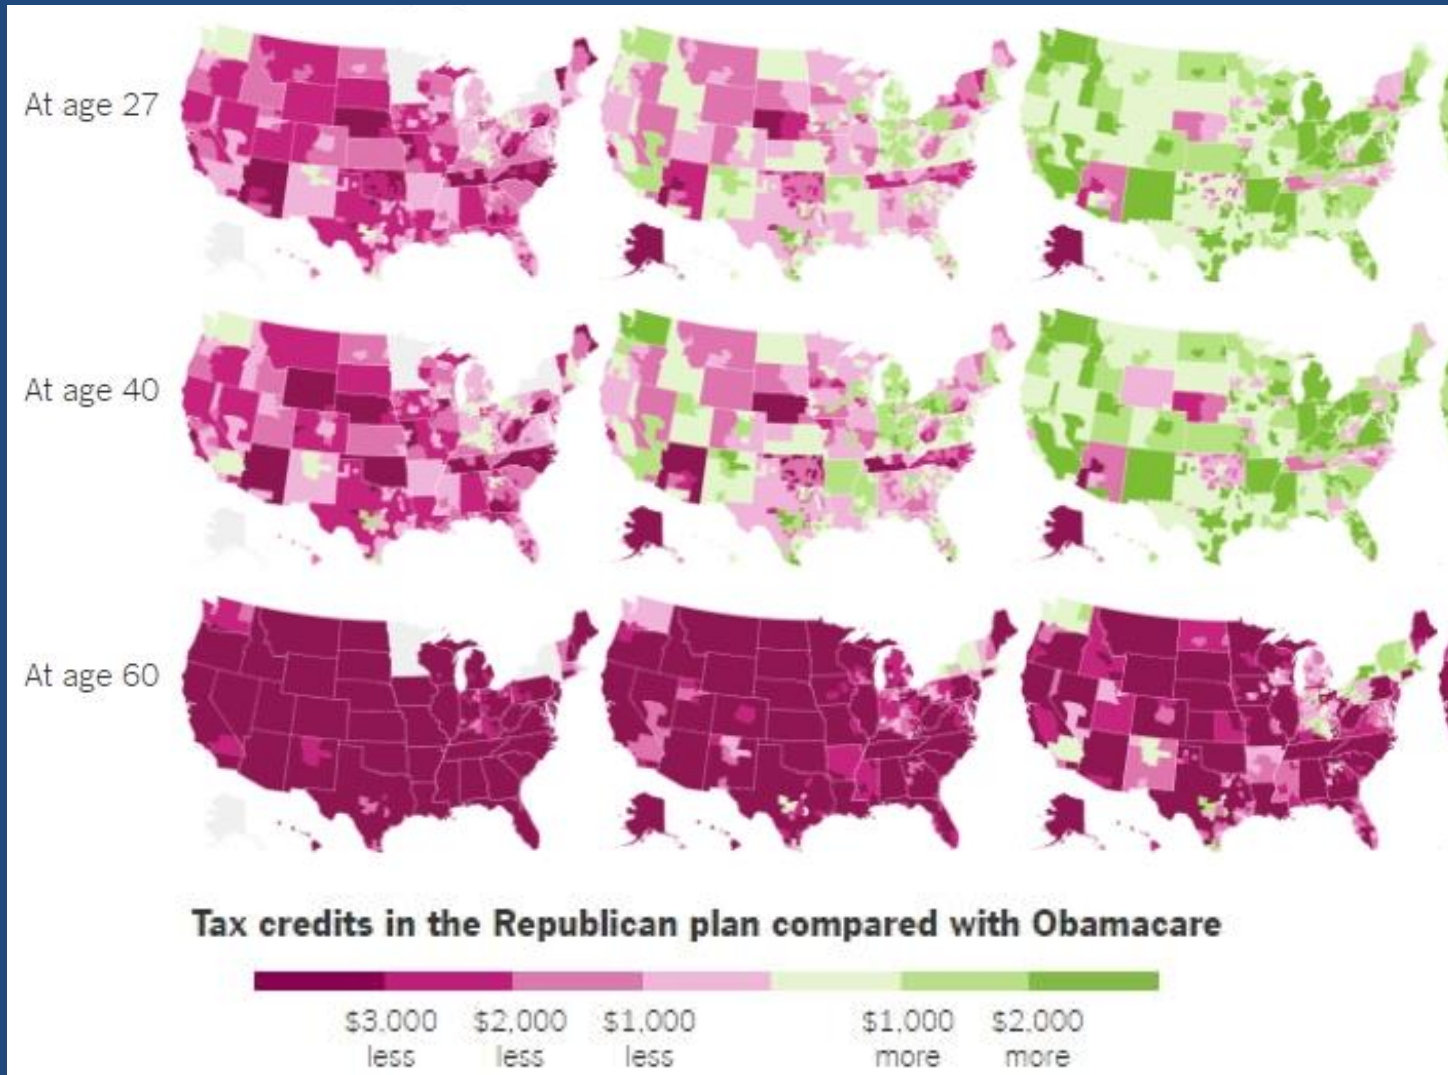 At age 27
At age 40
At age 60
Tax credits in the Republican plan compared with Obamacare
$3,000 $2,000 $1,000 $1,000 $2,000
less less less more more